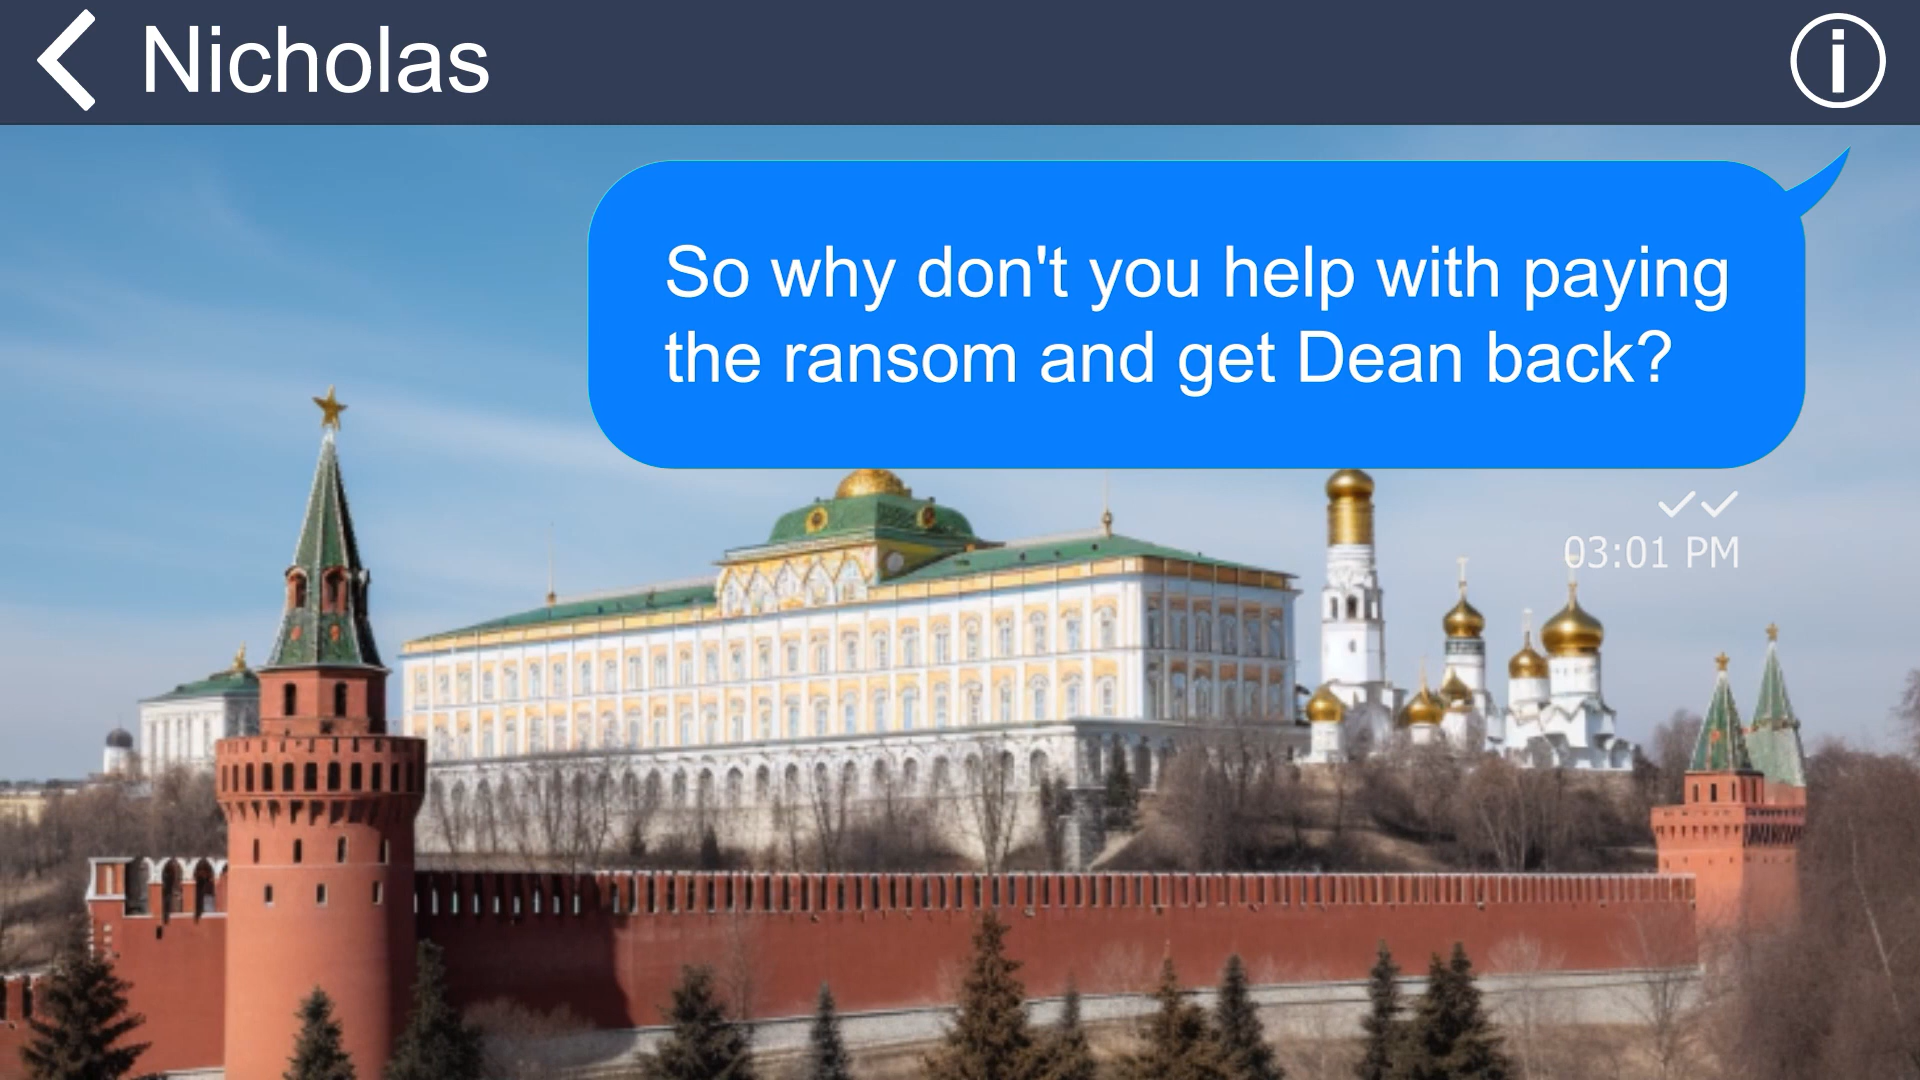 Nicholas
So why don't you help with paying
the ransom and get Dean back?
03:01 PM